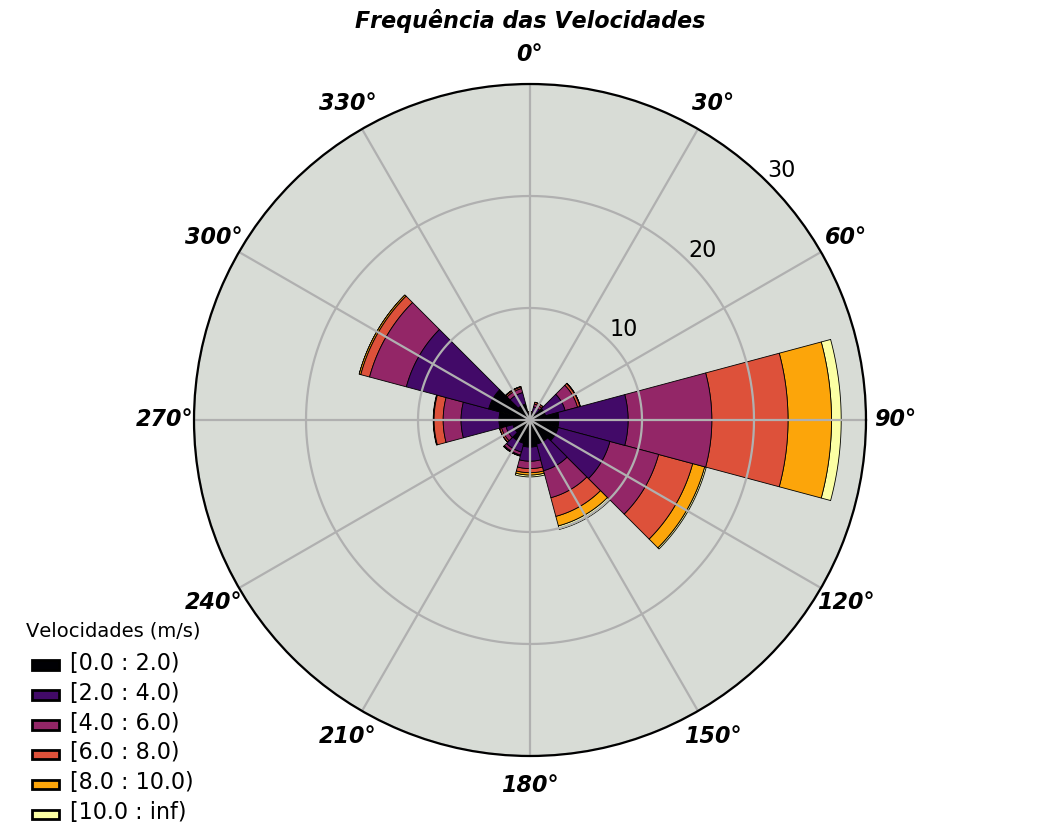 Frequência das Velocidades
0°
330°
30°
30
300°
60°
20
10
270°
90°
240°
120°
210°
150°
180°
Velocidades (m/s)
[0.0 : 2.0)
[2.0 : 4.0)
[4.0 : 6.0)
[6.0 : 8.0)
[8.0 : 10.0)
[10.0 : inf)